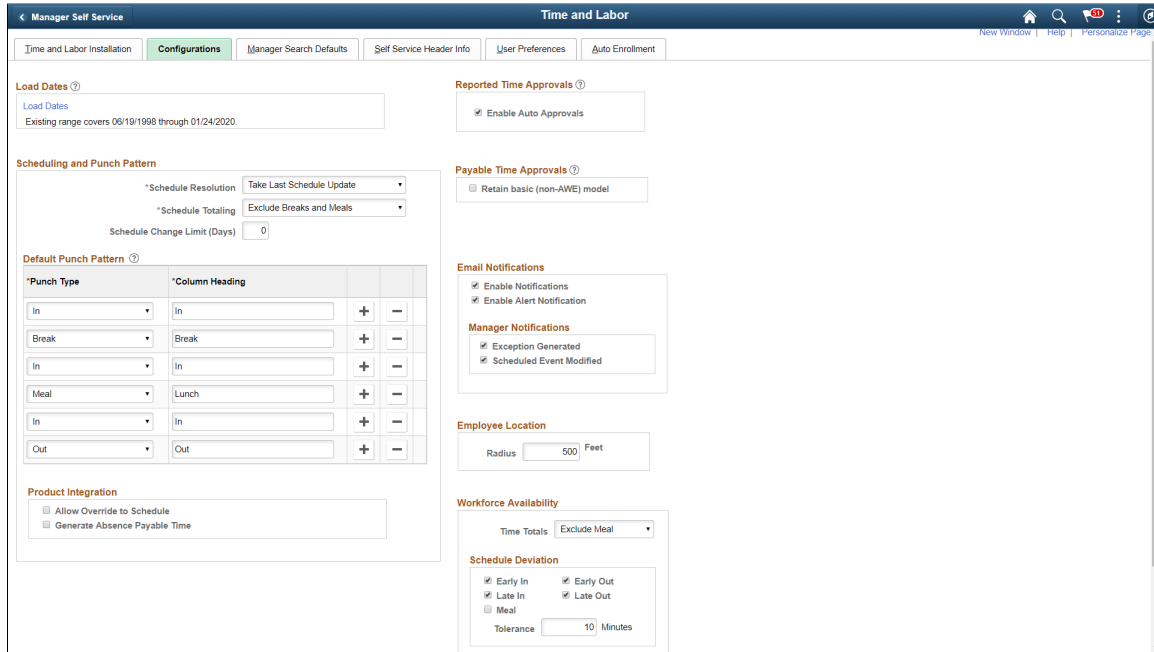 Manager Self Service
Time and Labor
51
New Window | Help | Personalize Page
Time and Labor Installation
Configurations
Manager Search Defaults
Self Service Header Info
User Preferences
Auto Enrollment
Load Dates
Load Dates
Existing range covers 06/19/1998 through 01/24/2020.
Scheduling and Punch Pattern
*Schedule Resolution Take Last Schedule Update
*Schedule Totaling Exclude Breaks and Meals
Schedule Change Limit (Days) 0
Default Punch Pattern
*Punch Type *Column Heading
In In
Break Break
In In
Meal Lunch
In In
Out Out
Product Integration
Allow Override to Schedule
Generate Absence Payable Time
Reported Time Approvals
Enable Auto Approvals
Payable Time Approvals
Retain basic (non-AWE) model
Email Notifications
Enable Notifications
Enable Alert Notification
Manager Notifications
Exception Generated
Scheduled Event Modified
Employee Location
Radius 500 Feet
Workforce Availability
Time Totals Exclude Meal
Schedule Deviation
Early In Early Out
Late In Late Out
Meal
Tolerance 10 Minutes